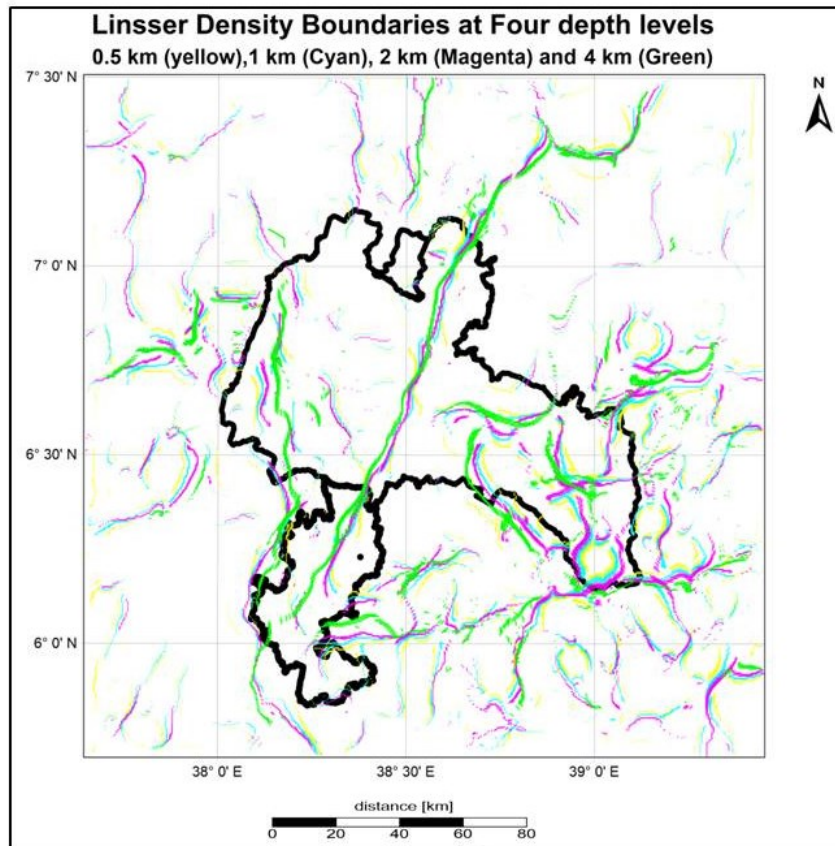 Linsser Density Boundaries at Four depth levels
0.5 km (yellow),1 km (Cyan), 2 km (Magenta) and 4 km (Green)
N
7° 30' N
7° 0' N
6° 30' N
6° 0' N
38° 0' E 38° 30' E 39° 0' E
distance [km]
0 20 40 60 80